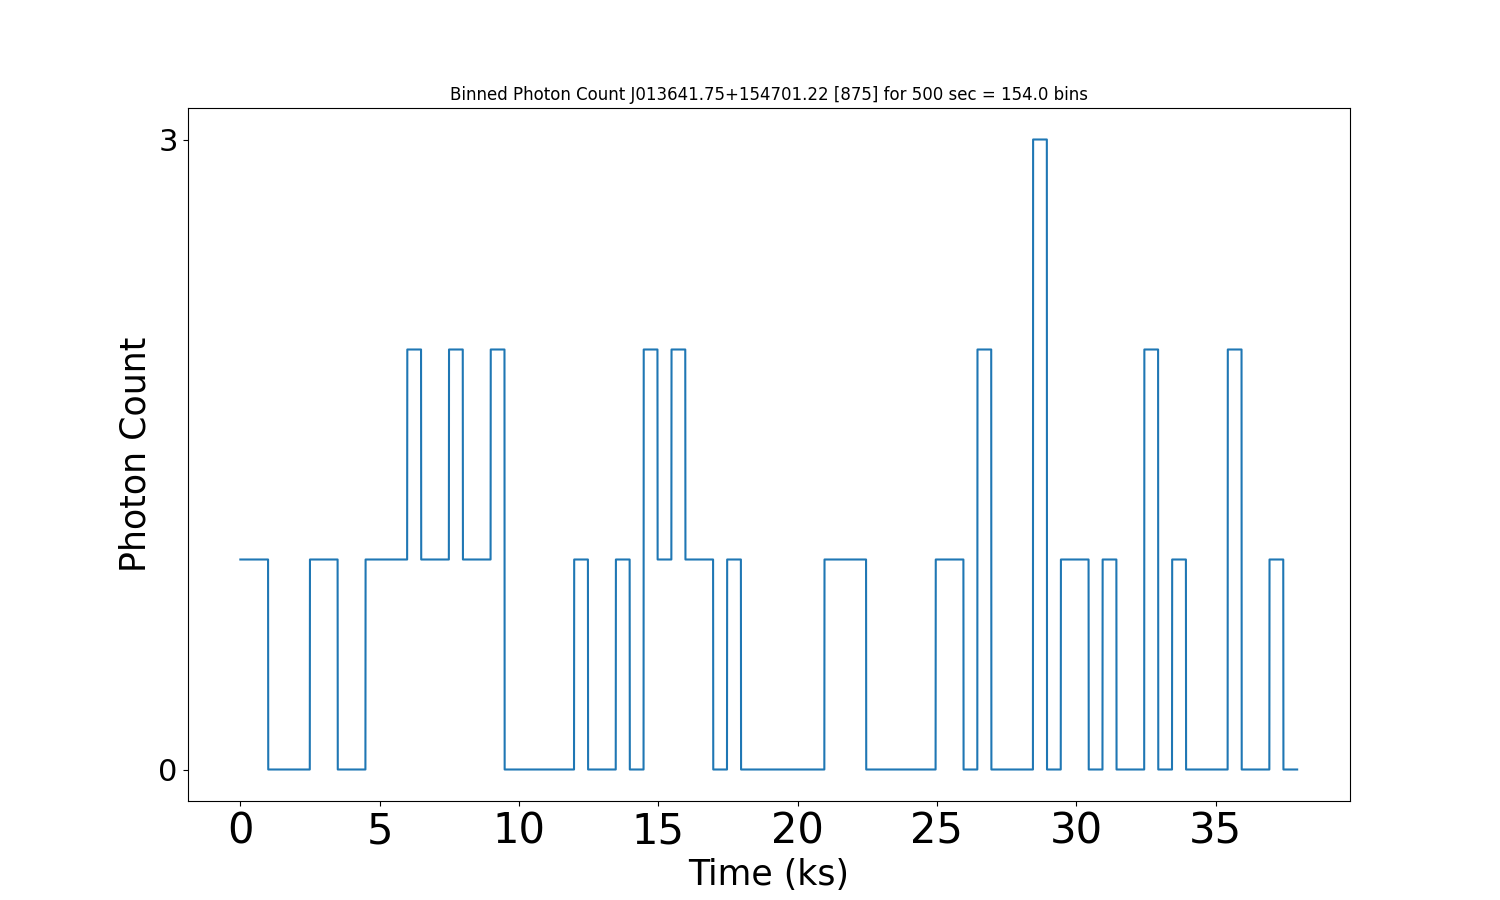 Binned Photon Count J013641.75+154701.22 [875] for 500 sec = 154.0 bins
3
Photon Count
0
0 5 10 15 20 25 30 35
Time (ks)